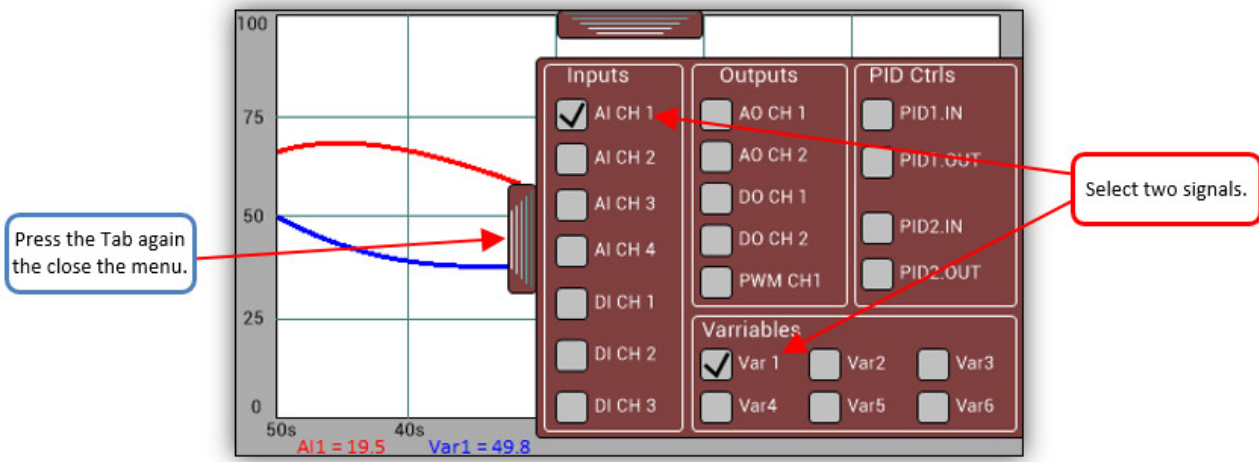 100
75
50
25
0
50s
40s
AI1 = 19.5
Var1 = 49.8
Inputs
AI CH 1
AI CH 2
AI CH 3
AI CH 4
DI CH 1
DI CH 2
DI CH 3
Outputs
AO CH 1
AO CH 2
DO CH 1
DO CH 2
PWM CH1
PID Ctrls
PID1.IN
PID1.OUT
PID2.IN
PID2.OUT
Varriables
Var 1
Var2
Var3
Var4
Var5
Var6
Press the Tab again
the close the menu.
Select two signals.